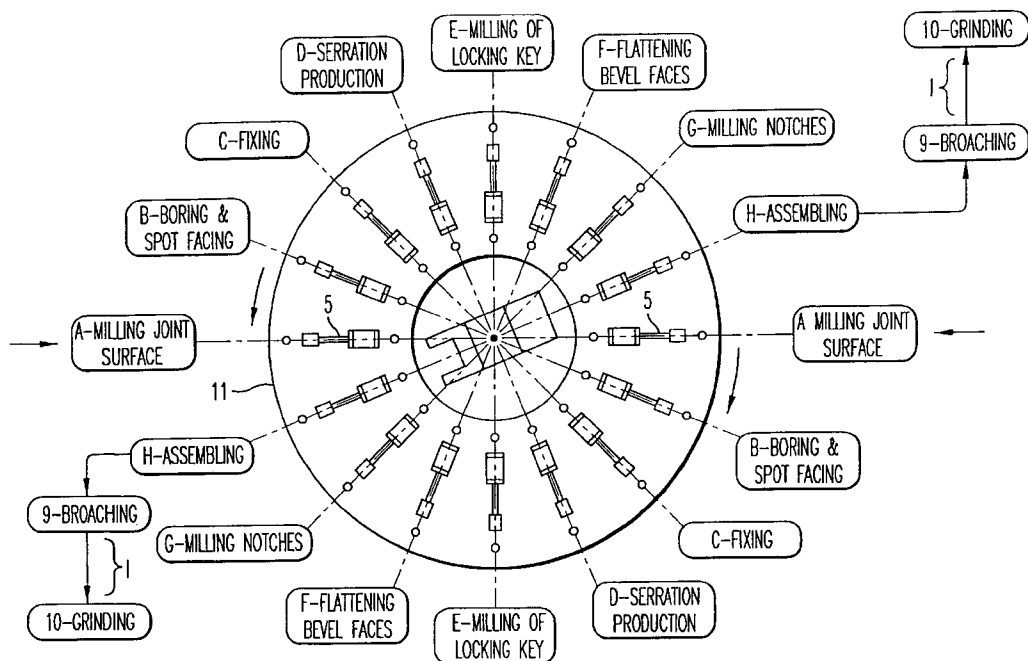 E-MILLING OF
LOCKING KEY
10-GRINDING
D-SERRATION
PRODUCTION
F-FLATTENING
BEVEL FACES
I
C-FIXING
G-MILLING NOTCHES
9-BROACHING
B-BORING &
SPOT FACING
H-ASSEMBLING
A-MILLING JOINT
SURFACE
5
5
A MILLING JOINT
SURFACE
11
H-ASSEMBLING
B-BORING &
SPOT FACING
9-BROACHING
G-MILLING NOTCHES
C-FIXING
I
10-GRINDING
F-FLATTENING
BEVEL FACES
E-MILLING OF
LOCKING KEY
D-SERRATION
PRODUCTION